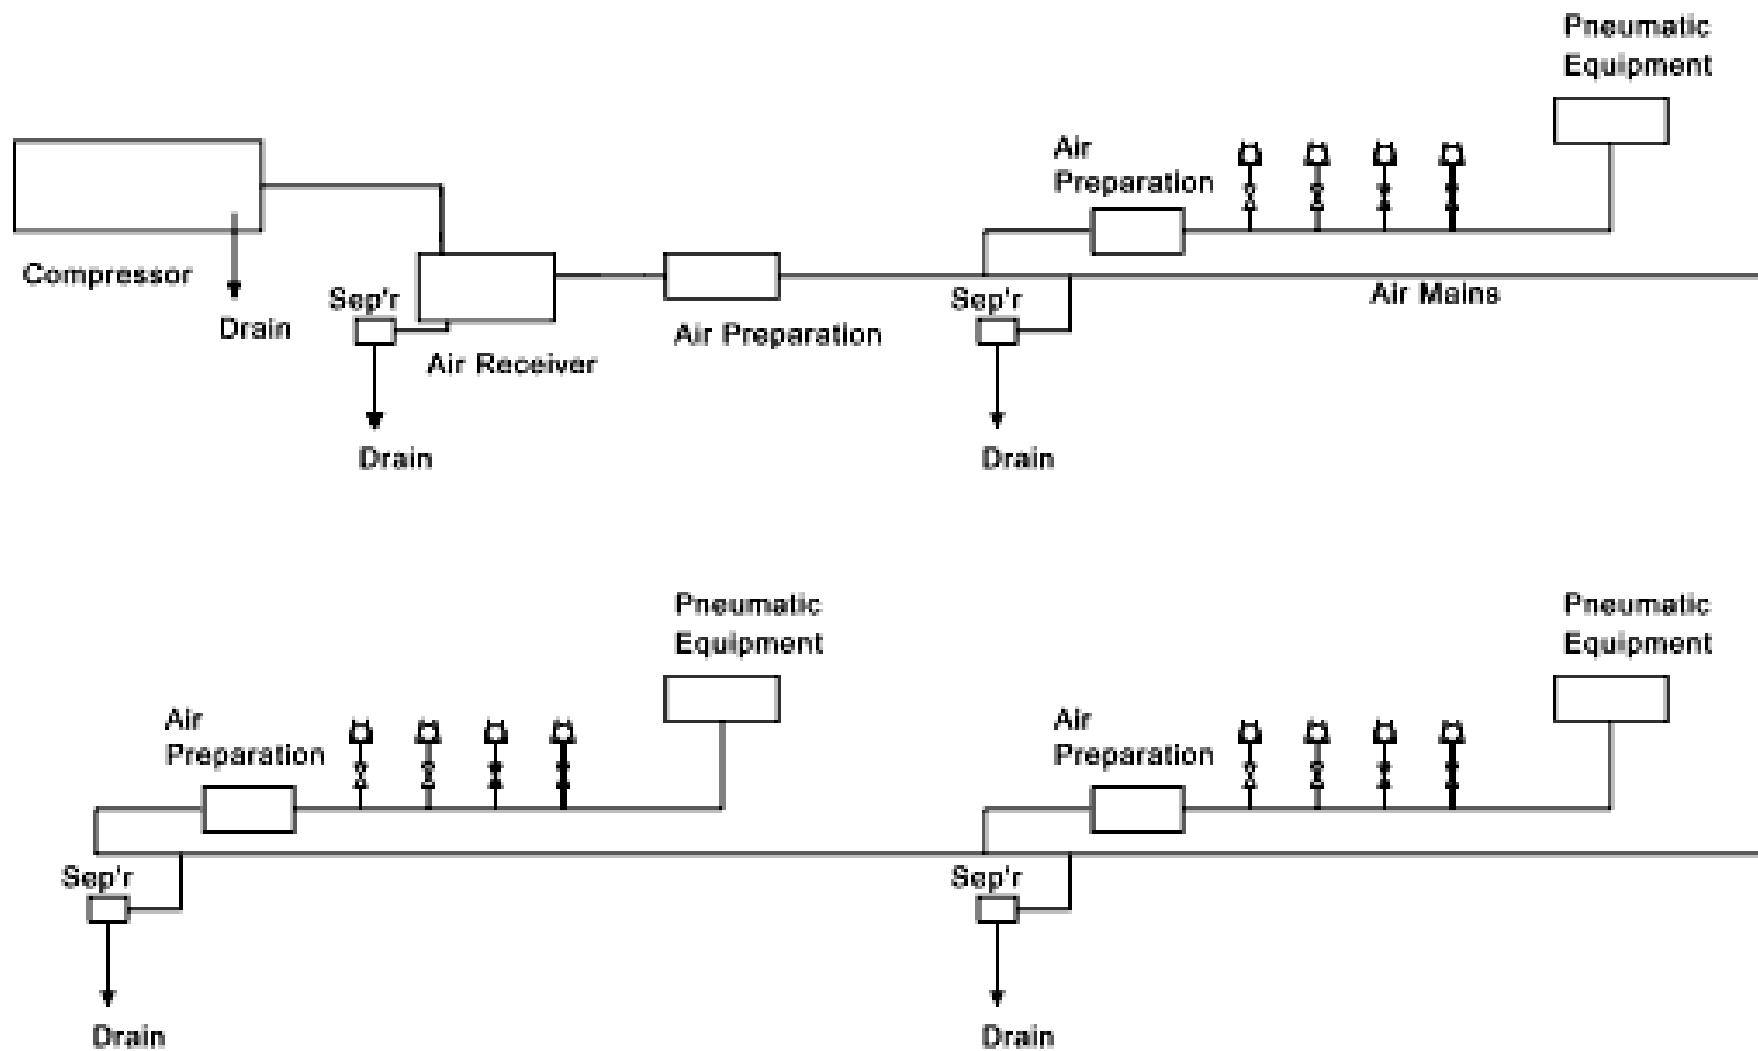 Pneumatic
Equipment
Air
Preparation
Compressor
Sep'r
Sep'r
Air Mains
Drain
Air Preparation
Air Receiver
Drain
Drain
Pneumatic
Equipment
Pneumatic
Equipment
Air
Preparation
Air
Preparation
Sep'r
Sep'r
Drain
Drain